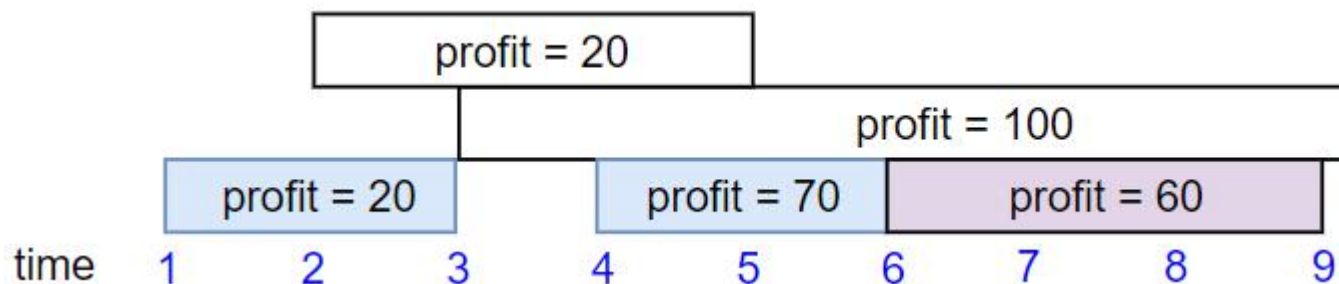 profit = 20
profit = 100
profit = 20 profit = 70 profit = 60
time 1 2 3 4 5 6 7 8 9